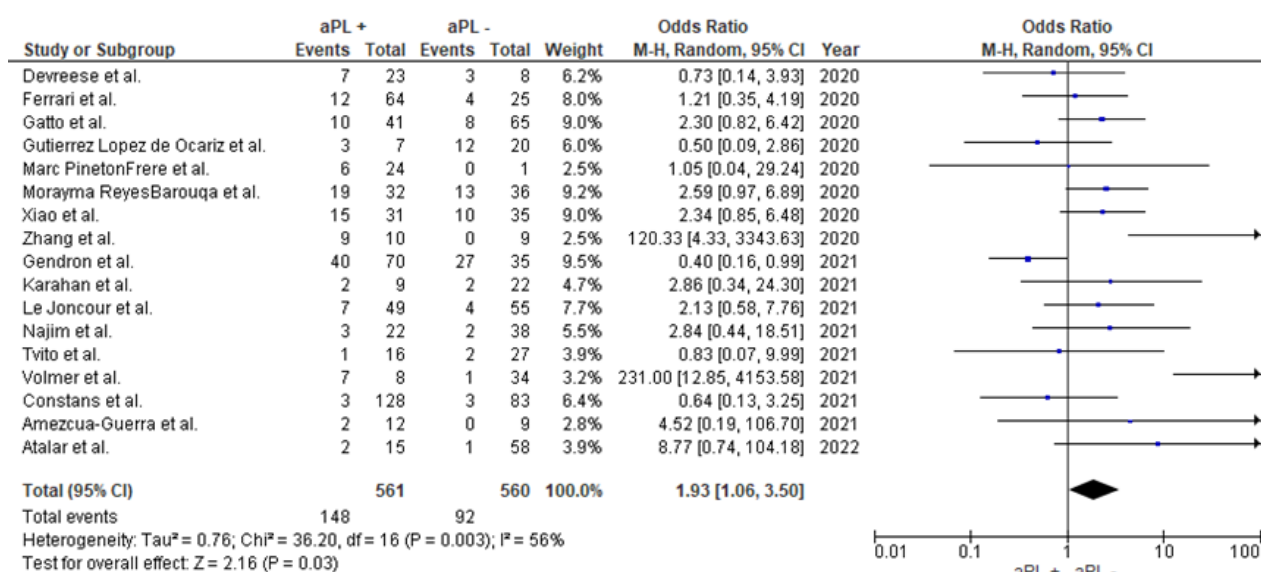 aPL + aPL - Odds Ratio Odds Ratio
Study or Subgroup Events Total Events Total Weight M-H, Random, 95% CI Year M-H, Random, 95% CI
Devreese et al. 7 23 3 8 6.2% 0.73 [0.14, 3.93] 2020
Ferrari et al. 12 64 4 25 8.0% 1.21 [0.35, 4.19] 2020
Gatto et al. 10 41 8 65 9.0% 2.30 [0.82, 6.42] 2020
Gutierrez Lopez de Ocariz et al. 3 7 12 20 6.0% 0.50 [0.09, 2.86] 2020
Marc PinetonFrere et al. 6 24 0 1 2.4% 1.05 [0.04, 29.24] 2020
Morayma ReyesBarouqa et al. 19 32 13 36 9.2% 2.59 [0.97, 6.89] 2020
Xiao et al. 15 31 10 35 9.0% 2.34 [0.85, 6.48] 2020
Zhang et al. 9 10 0 9 2.5% 120.33 [4.33, 3343.63] 2020
Gendron et al. 40 70 27 35 9.5% 0.40 [0.16, 0.99] 2021
Karahan et al. 2 9 2 22 4.7% 2.86 [0.34, 24.30] 2021
Le Joncour et al. 7 49 4 55 7.7% 2.13 [0.58, 7.76] 2021
Najim et al. 3 22 2 38 5.5% 2.84 [0.44, 18.51] 2021
Tvito et al. 1 16 2 27 3.9% 0.83 [0.07, 9.99] 2021
Volmer et al. 7 8 1 34 3.2% 231.00 [12.85, 4153.58] 2021
Constans et al. 3 128 3 83 6.4% 0.64 [0.13, 3.25] 2021
Amezcua-Guerra et al. 2 12 0 9 2.8% 4.52 [0.19, 106.70] 2021
Atalar et al. 2 15 1 58 3.9% 8.77 [0.74, 104.18] 2022
Total (95% CI) 561 560 100.0% 1.93 [1.06, 3.50]
Total events 148 92
Heterogeneity: Tau² = 0.76; Chi² = 36.20, df = 16 (P = 0.003); I² = 56%
Test for overall effect: Z = 2.16 (P = 0.03)
0.01 0.1 1 10 100
aPL + aPL -